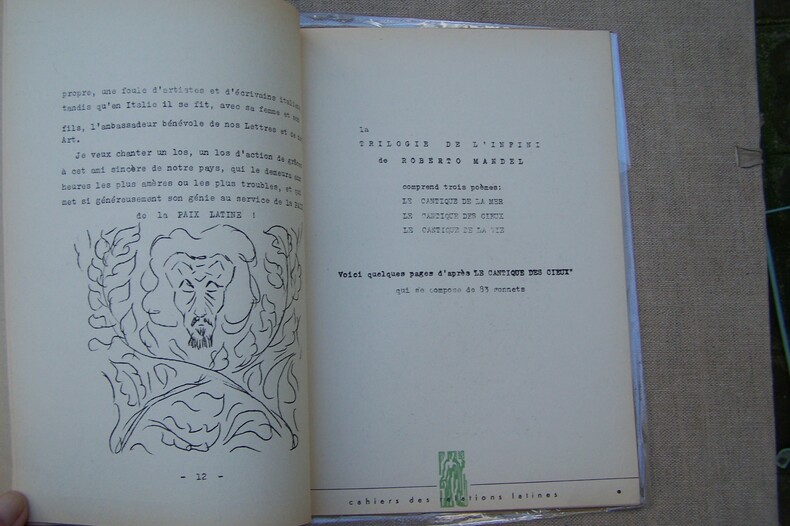 propre, une foule d'artistes et d'écrivains
tandis qu'en Italie il se fit, avec sa femme et son
fils, l'ambassadeur bénévole de nos Lettres et de
Art.
Je veux chanter un los, un los d'action de
à cet ami sincère de notre pays, qui le demeura aux
heures les plus amères ou les plus troubles, et qui
met si généreusement son génie au service de la PAIX
de la PAIX LATINE !
- 12 -
la
TRILOGIE DE L'INFINI
de ROBERTO MANDEL
comprend trois poèmes:
LE CANTIQUE DE LA MER
LE CANTIQUE DES CIEUX
LE CANTIQUE DE LA VIE
Voici quelques pages d'après LE CANTIQUE DES CIEUX"
qui se compose de 83 sonnets
cahiers des latines